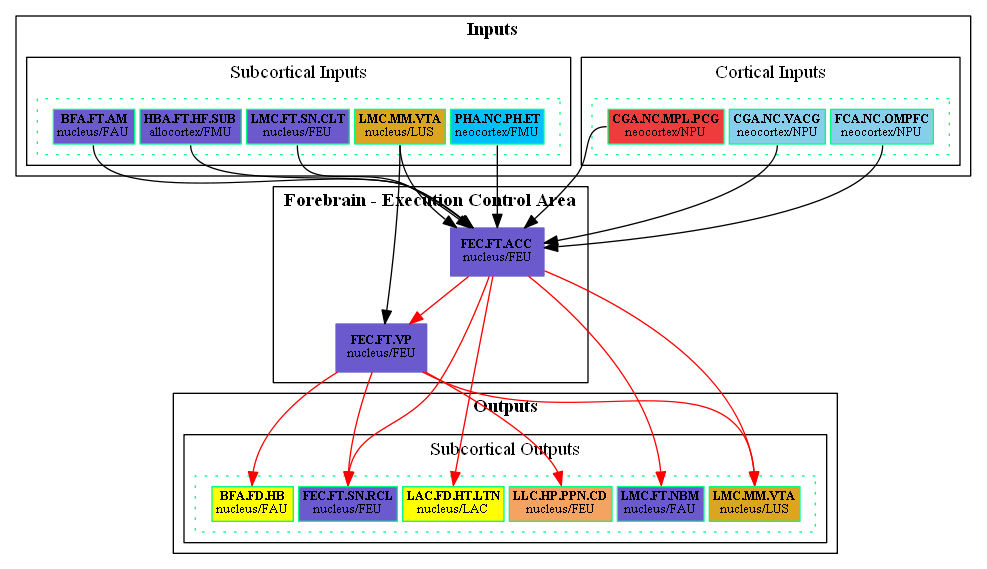 Inputs
Subcortical Inputs
Cortical Inputs
BFA.FT.AM
nucleus/FAU
HBA.FT.HF.SUB
allocortex/FMU
LMC.FT.SN.CLT
nucleus/FEU
LMC.MM.VTA
nucleus/LUS
PHA.NC.PH.ET
neocortex/FMU
CGA.NC.MPL.PCG
neocortex/NPU
CGA.NC.VACG
neocortex/NPU
FCA.NC.OMPFC
neocortex/NPU
Forebrain - Execution Control Area
FEC.FT.ACC
nucleus/FEU
FEC.FT.VP
nucleus/FEU
Outputs
Subcortical Outputs
BFA.FD.HB
nucleus/FAU
FEC.FT.SN.RCL
nucleus/FEU
LAC.FD.HT.LTN
nucleus/LAC
LLC.HP.PPN.CD
nucleus/FEU
LMC.FT.NBM
nucleus/FAU
LMC.MM.VTA
nucleus/LUS